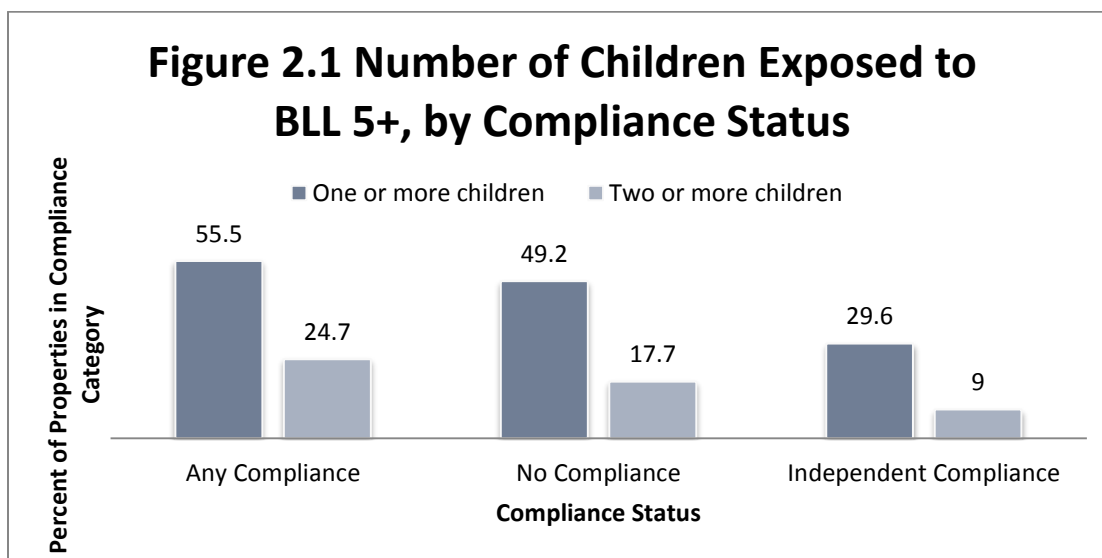 Figure 2.1 Number of Children Exposed to
BLL 5+, by Compliance Status
Percent of Properties in Compliance
Category
One or more children
Two or more children
55.5
24.7
49.2
17.7
29.6
9
Any Compliance
No Compliance
Independent Compliance
Compliance Status